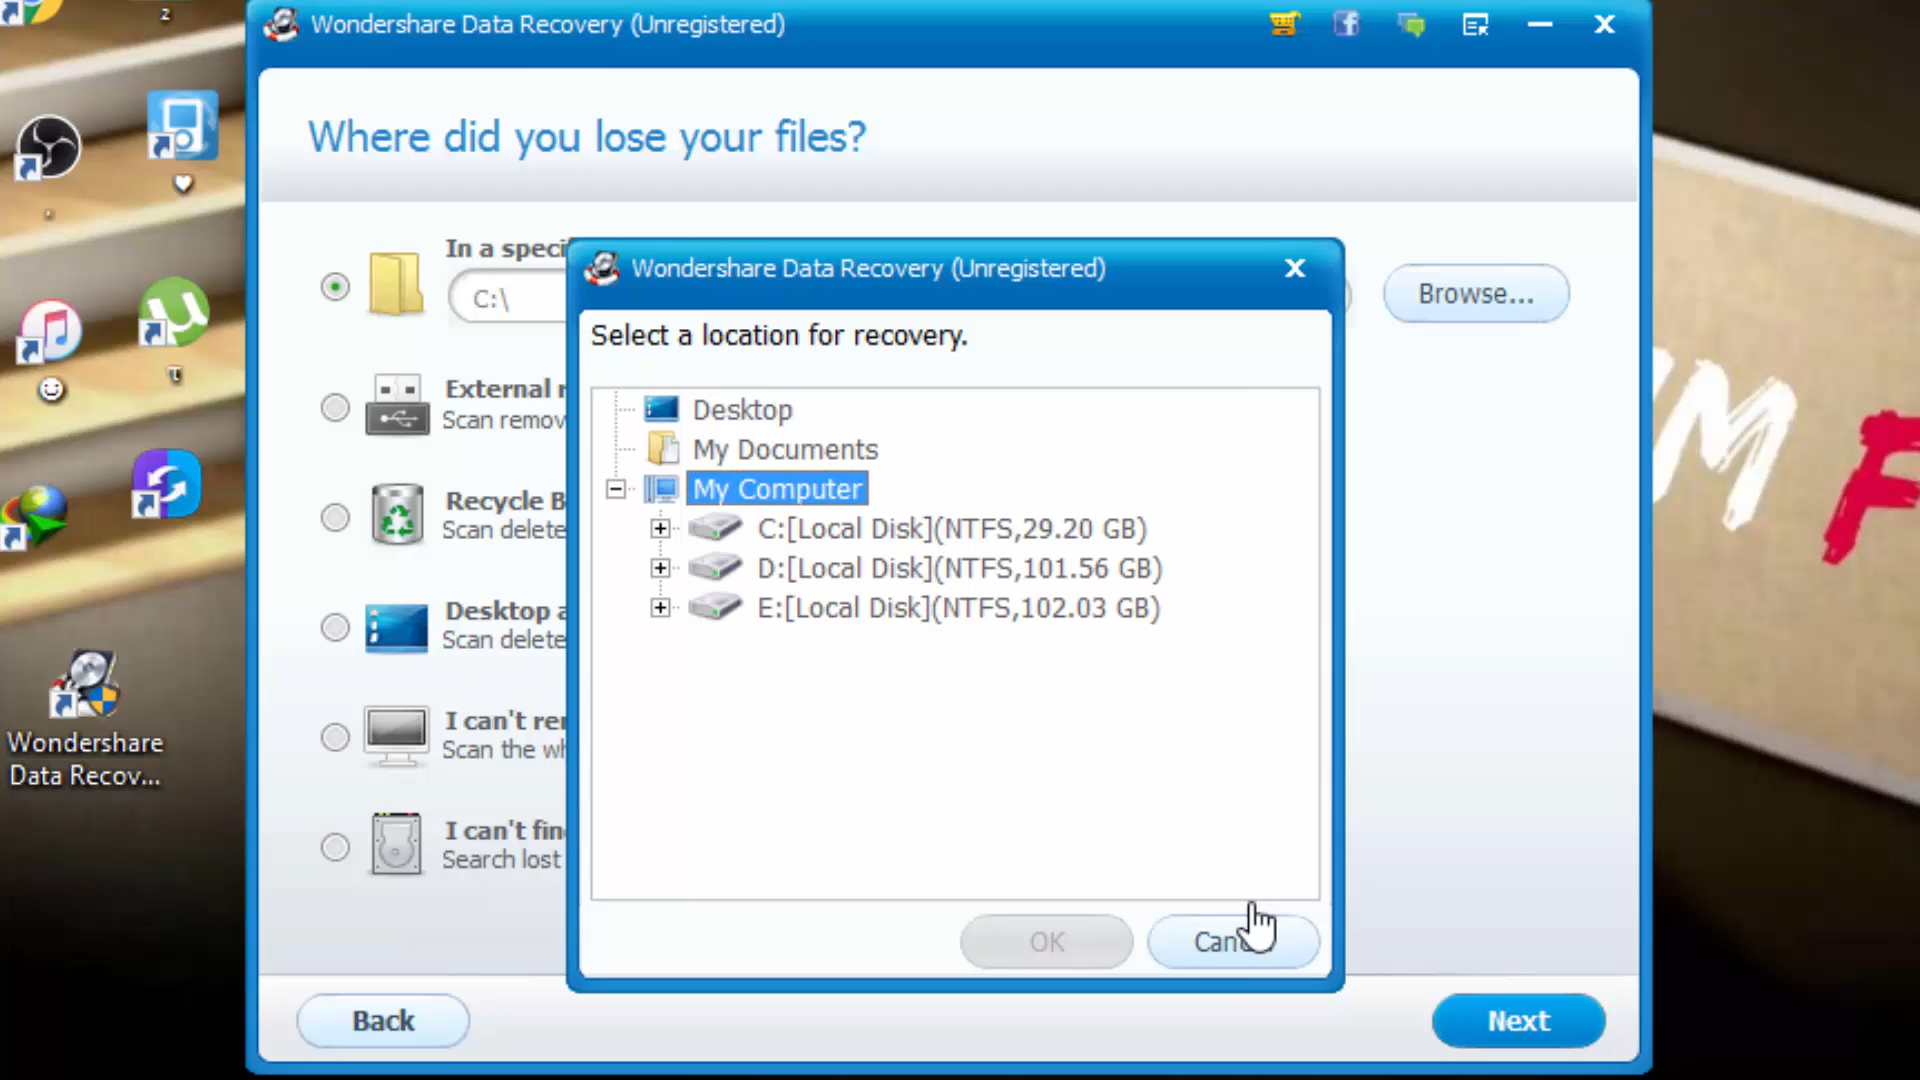 2
Wondershare Data Recovery (Unregistered)
Where did you lose your files?
In a speci
C:\
Browse...
External r
Scan remov
Recycle B
Scan delete
Desktop a
Scan delete
I can't rer
Scan the wh
I can't fin
Search lost
Wondershare Data Recovery (Unregistered)
Select a location for recovery.
Desktop
My Documents
My Computer
C:[Local Disk](NTFS,29.20 GB)
D:[Local Disk](NTFS,101.56 GB)
E:[Local Disk](NTFS,102.03 GB)
OK
Back
Next
Wondershare
Data Recov...